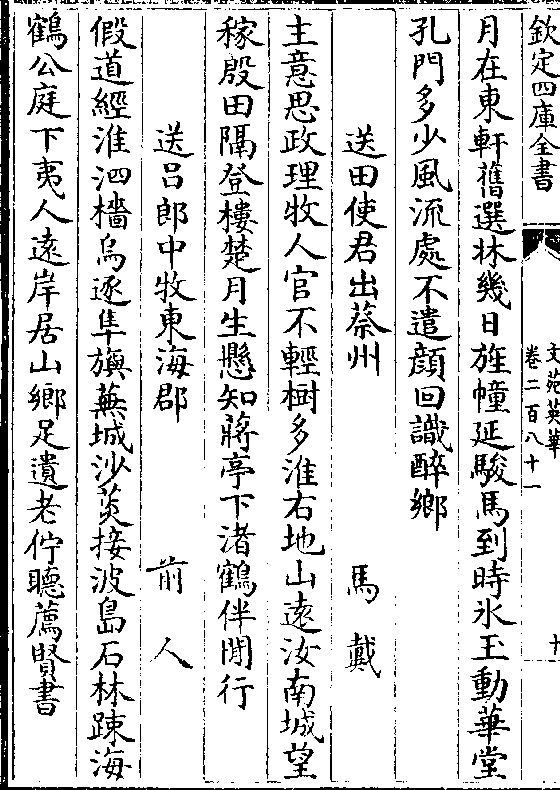 欽定四庫全書
文苑英華
卷二百八十一
十
月在東軒舊選林幾日旌幢延駿馬到時氷玉動華堂
孔門多少風流處不遣顔回識醉鄉
送田使君出蔡州 馬戴
主意思政理牧人官不輕樹多淮右地山遠汝南城望
稼殷田隔登樓楚月生懸知蔣亭下渚鶴伴閒行
送吕郎中牧東海郡 前人
假道經淮泗檣烏逐隼旟蕪城沙茭接波島石林踈海
鶴公庭下夷人遠岸居山鄉足遺老佇聽薦賢書